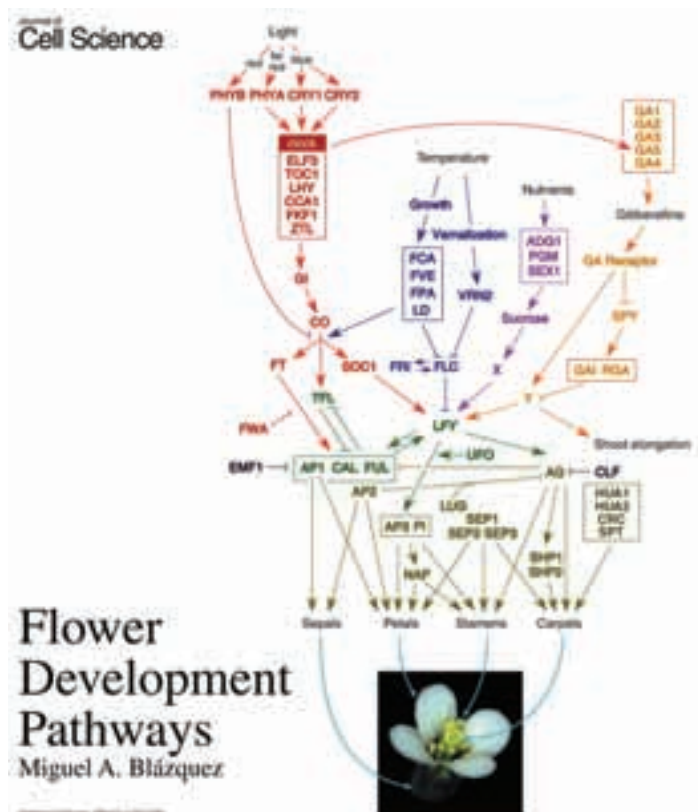 Journal of
Cell Science
Light
red
far
red
blue
PHYB PHYA CRY1 CRY2
clock
ELF3
TOC1
LHY
CCA1
FKF1
ZTL
GI
CO
FT
SOC1
TFL
FWA
EMF1
Temperature
Growth
Vernalization
FCA
FVE
FPA
LD
VRN2
FRI
FLC
Nutrients
ADG1
PGM
SEX1
Sucrose
X
GA1
GA2
GA3
GA5
GA4
Gibberellins
GA Receptor
SPY
GAI RGA
Y
Shoot elongation
LFY
UFO
AP1 CAL FUL
AP2
AG
CLF
LUG
AP3 PI
SEP1
SEP2 SEP3
HUA1
HUA2
CRC
SPT
NAP
SHP1
SHP2
Sepals
Petals
Stamens
Carpels
Flower
Development
Pathways
Miguel A. Blázquez